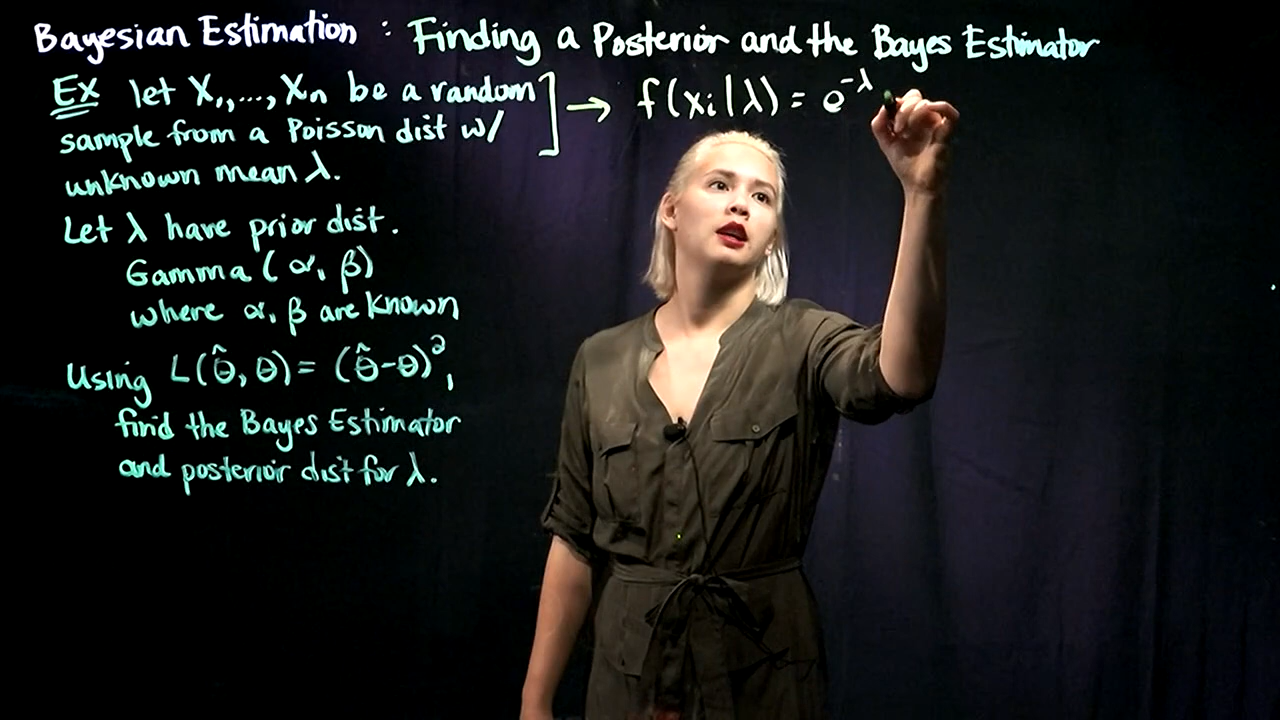 Bayesian Estimation : Finding a Posterior and the Bayes Estimator
Ex let X₁,...,Xn be a random
sample from a Poisson dist w/
unknown mean λ.
→ f(xi|λ) = e^-λ
Let λ have prior dist.
Gamma (α, β)
where α, β are known
Using L(θ̂, θ) = (θ̂-θ)²,
find the Bayes Estimator
and posterior dist for λ.